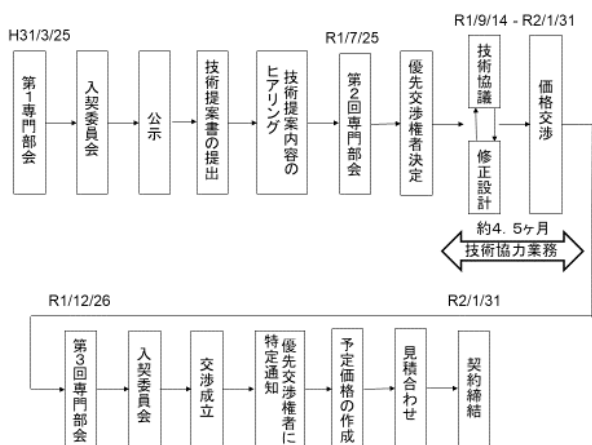 H31/3/25
R1/7/25
R1/9/14 - R2/1/31
第1専門部会
入契委員会
公示
技術提案書の提出
技術提案内容の
ヒアリング
第2回専門部会
優先交渉権者決定
技術協議
修正設計
価格交渉
約4．5ヶ月
技術協力業務
R1/12/26
R2/1/31
第3回専門部会
入契委員会
交渉成立
優先交渉権者に
特定通知
予定価格の作成
見積合わせ
契約締結